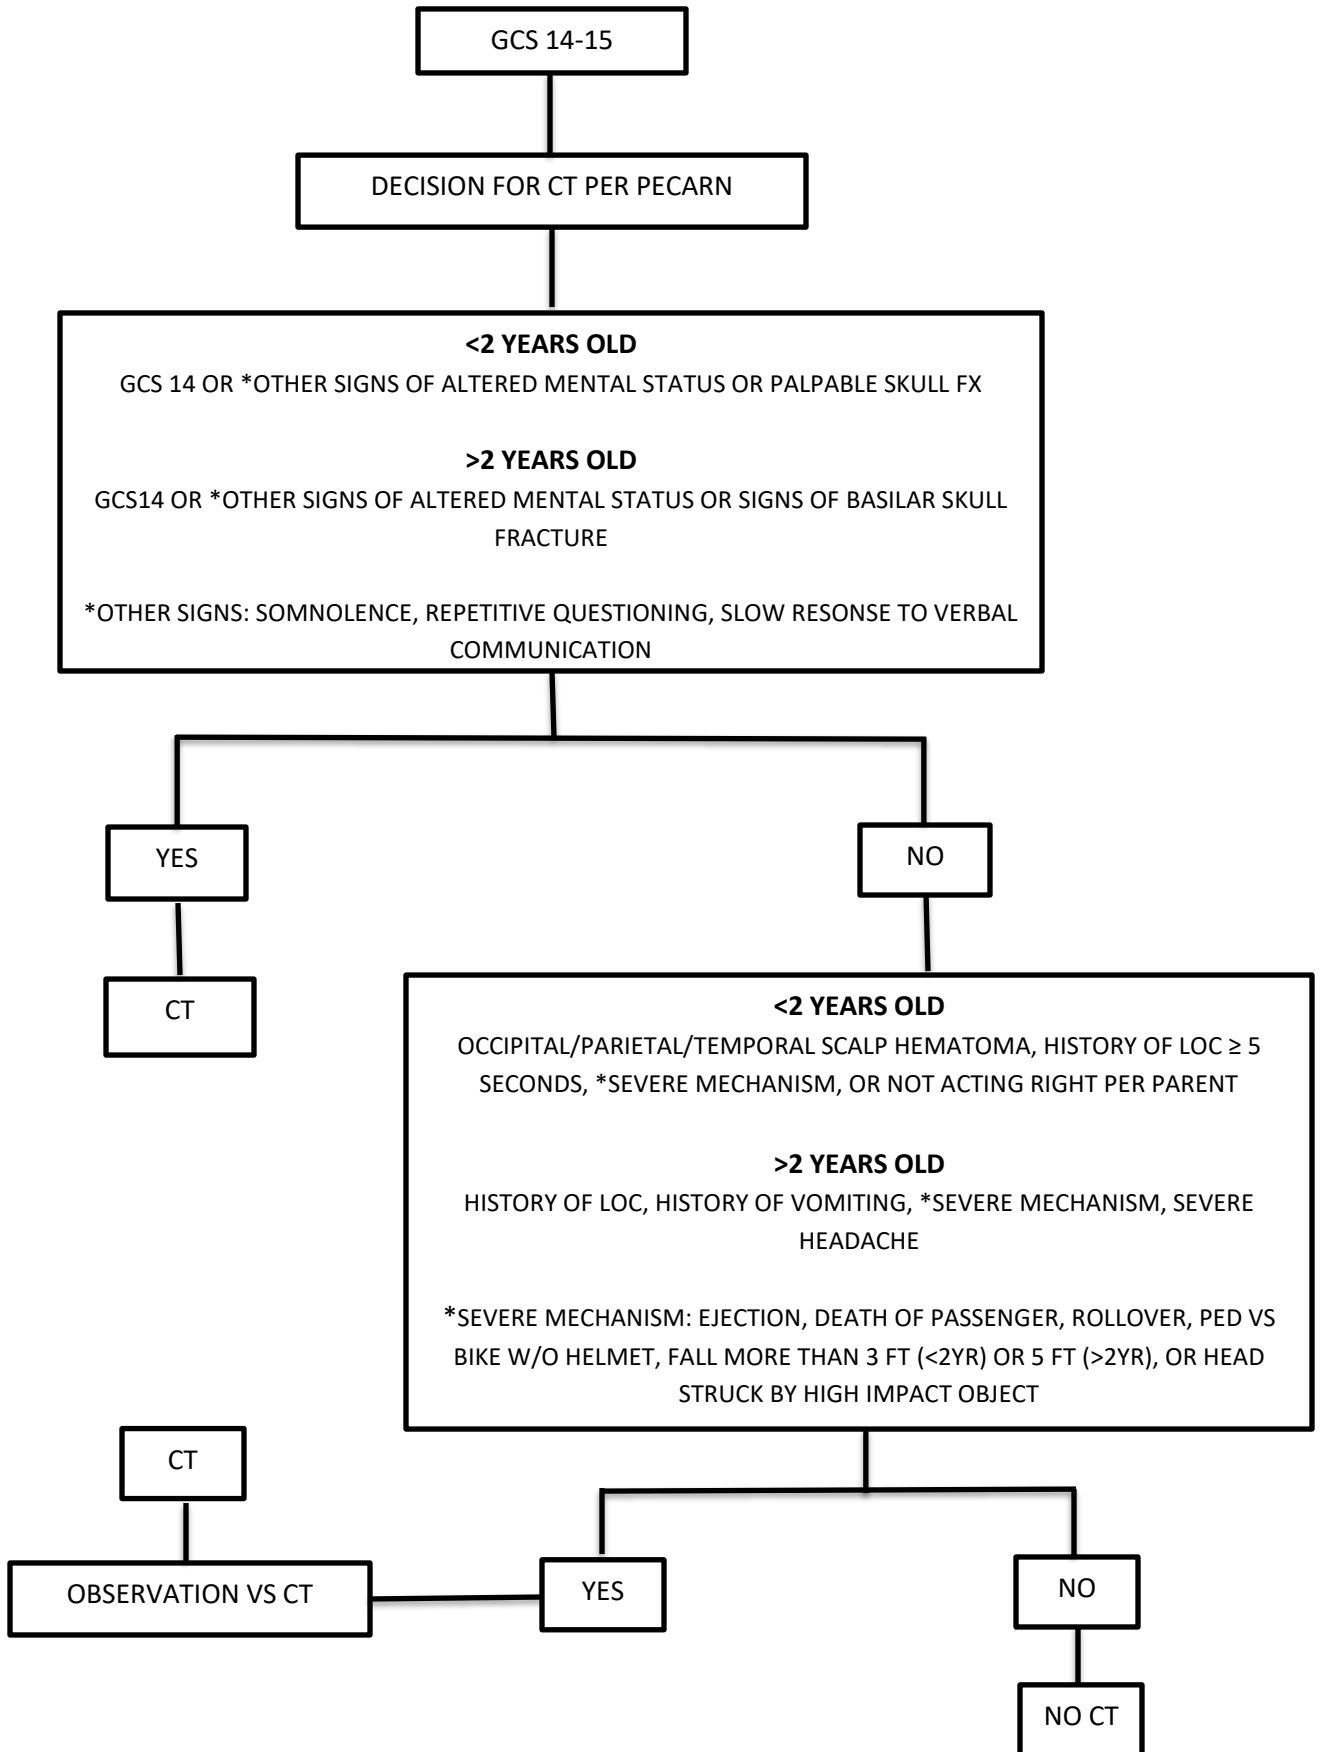 GCS 14-15
DECISION FOR CT PER PECARN
<2 YEARS OLD
GCS 14 OR *OTHER SIGNS OF ALTERED MENTAL STATUS OR PALPABLE SKULL FX
>2 YEARS OLD
GCS14 OR *OTHER SIGNS OF ALTERED MENTAL STATUS OR SIGNS OF BASILAR SKULL
FRACTURE
*OTHER SIGNS: SOMNOLENCE, REPETITIVE QUESTIONING, SLOW RESONSE TO VERBAL
COMMUNICATION
YES
NO
CT
<2 YEARS OLD
OCCIPITAL/PARIETAL/TEMPORAL SCALP HEMATOMA, HISTORY OF LOC ≥ 5
SECONDS, *SEVERE MECHANISM, OR NOT ACTING RIGHT PER PARENT
>2 YEARS OLD
HISTORY OF LOC, HISTORY OF VOMITING, *SEVERE MECHANISM, SEVERE
HEADACHE
*SEVERE MECHANISM: EJECTION, DEATH OF PASSENGER, ROLLOVER, PED VS
BIKE W/O HELMET, FALL MORE THAN 3 FT (<2YR) OR 5 FT (>2YR), OR HEAD
STRUCK BY HIGH IMPACT OBJECT
CT
OBSERVATION VS CT
YES
NO
NO CT